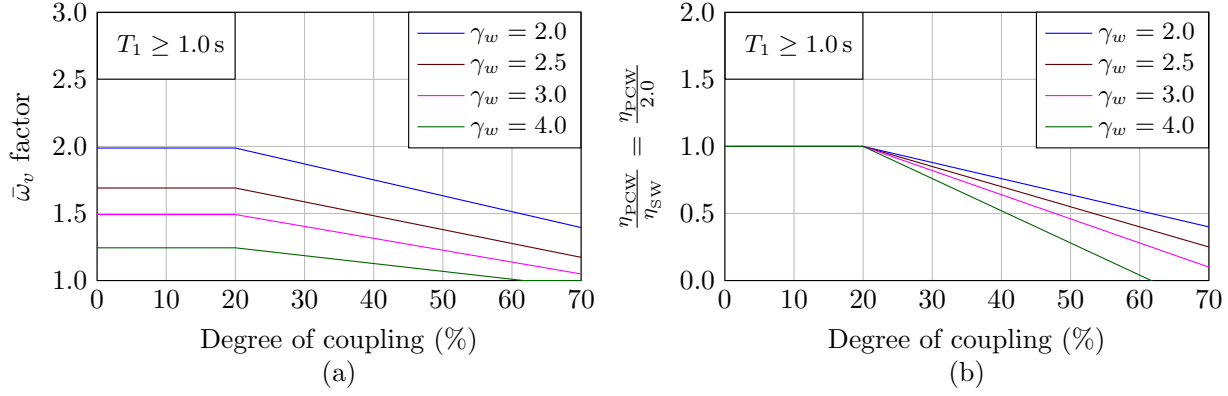 3.0
2.5
2.0
1.5
1.0
ω̄_v factor
T₁ ≥ 1.0 s
γ_w = 2.0
γ_w = 2.5
γ_w = 3.0
γ_w = 4.0
0 10 20 30 40 50 60 70
Degree of coupling (%)
(a)
2.0
1.5
1.0
0.5
0.0
η_PCW/η_SW = η_PCW/2.0
T₁ ≥ 1.0 s
γ_w = 2.0
γ_w = 2.5
γ_w = 3.0
γ_w = 4.0
0 10 20 30 40 50 60 70
Degree of coupling (%)
(b)